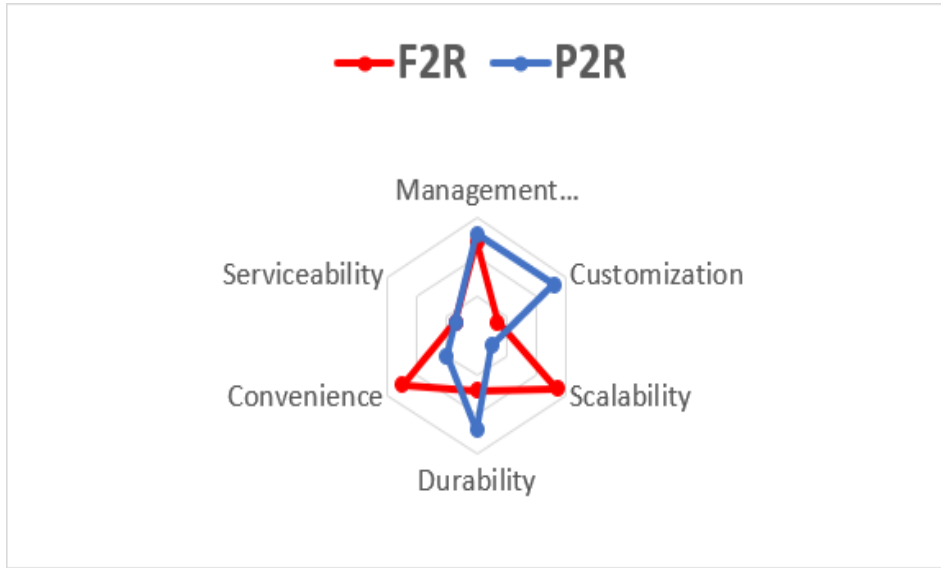 F2R P2R
Management...
Serviceability Customization
Convenience Scalability
Durability